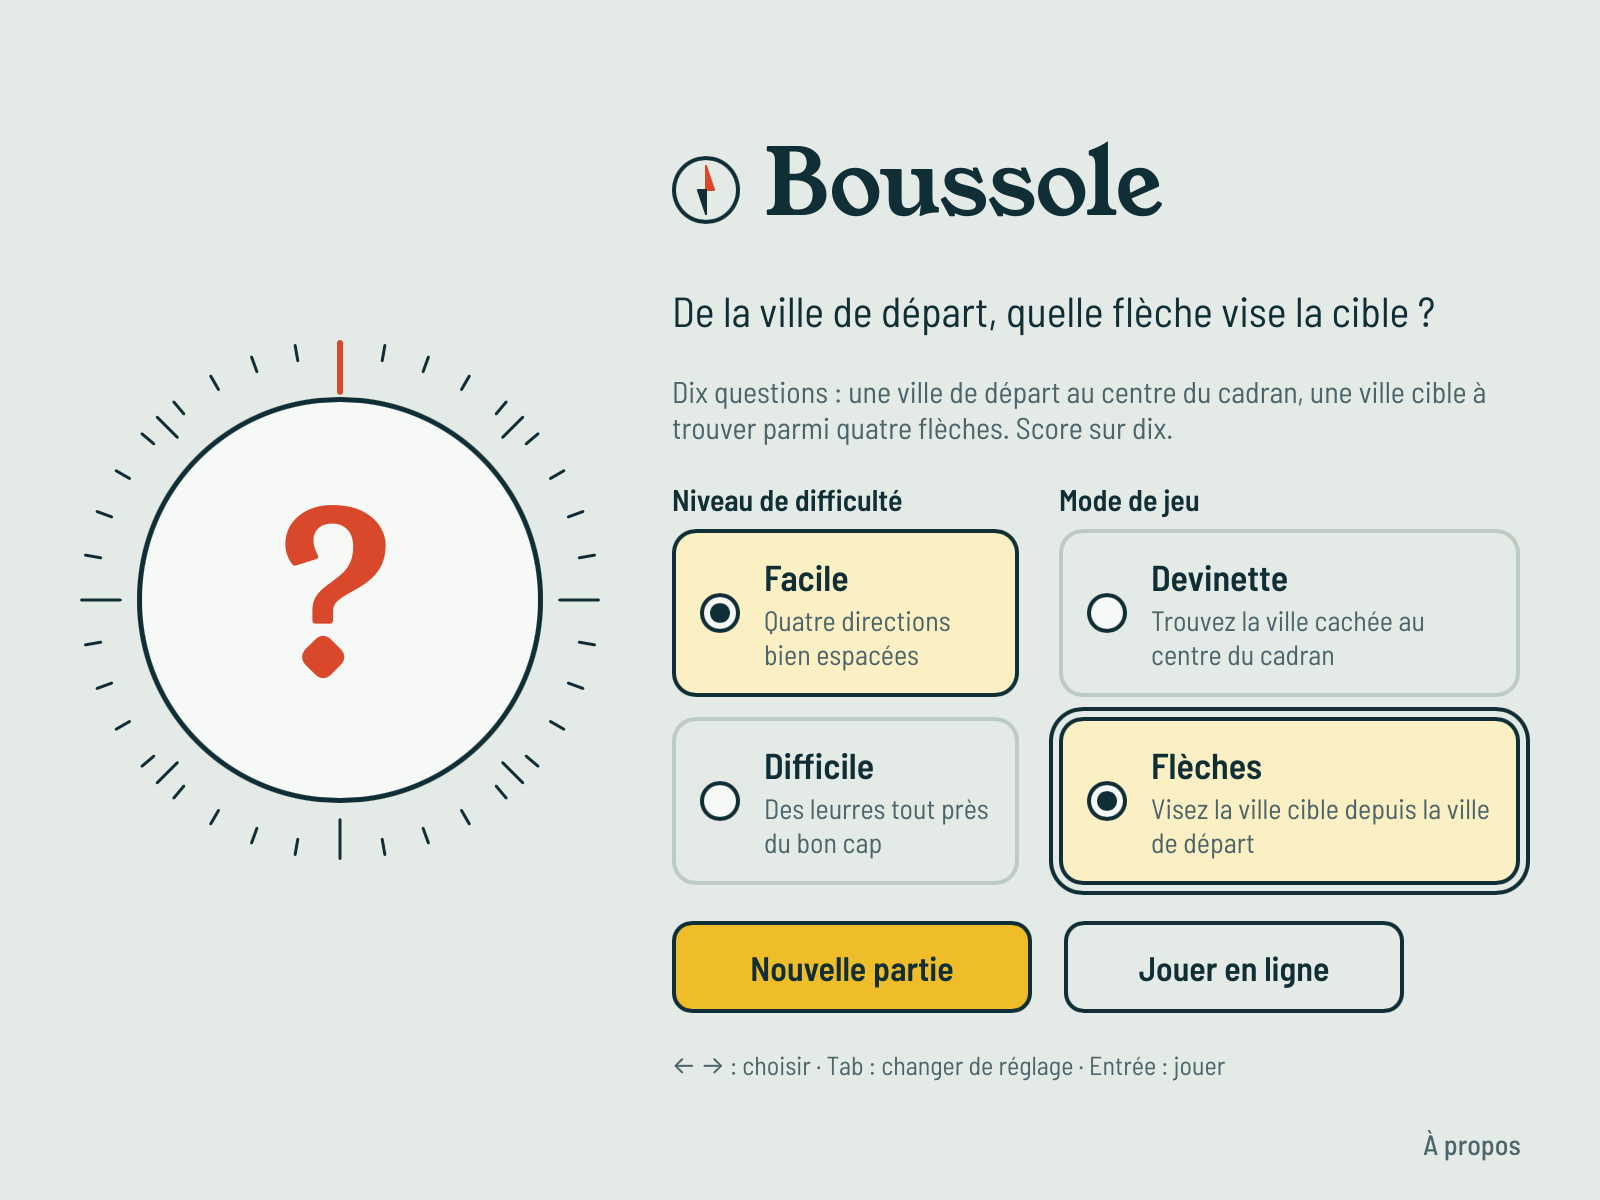 Boussole
De la ville de départ, quelle flèche vise la cible ?
Dix questions : une ville de départ au centre du cadran, une ville cible à
trouver parmi quatre flèches. Score sur dix.
?
Niveau de difficulté
Facile
Quatre directions
bien espacées
Difficile
Des leurres tout près
du bon cap
Mode de jeu
Devinette
Trouvez la ville cachée au
centre du cadran
Flèches
Visez la ville cible depuis la ville
de départ
Nouvelle partie
Jouer en ligne
← → : choisir · Tab : changer de réglage · Entrée : jouer
À propos